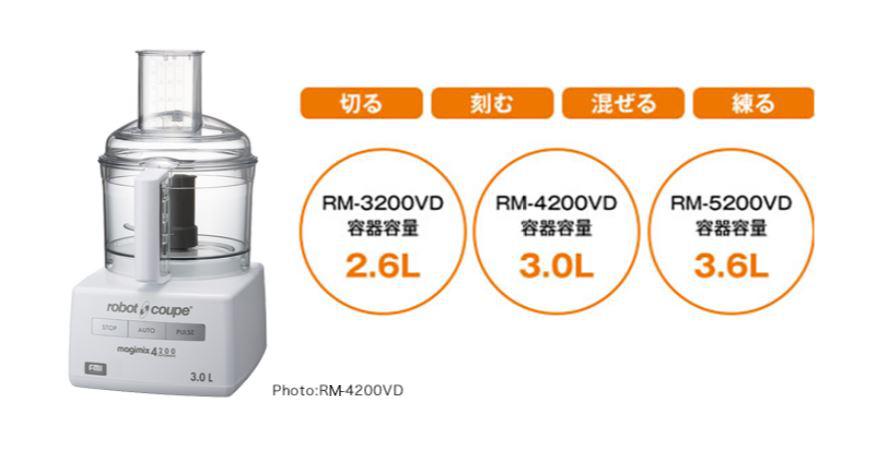 切る 刻む 混ぜる 練る
RM-3200VD
容器容量
2.6L
RM-4200VD
容器容量
3.0L
RM-5200VD
容器容量
3.6L
robot coupe
STOP AUTO PULSE
magimix 4200
FMI
3.0 L
Photo:RM-4200VD